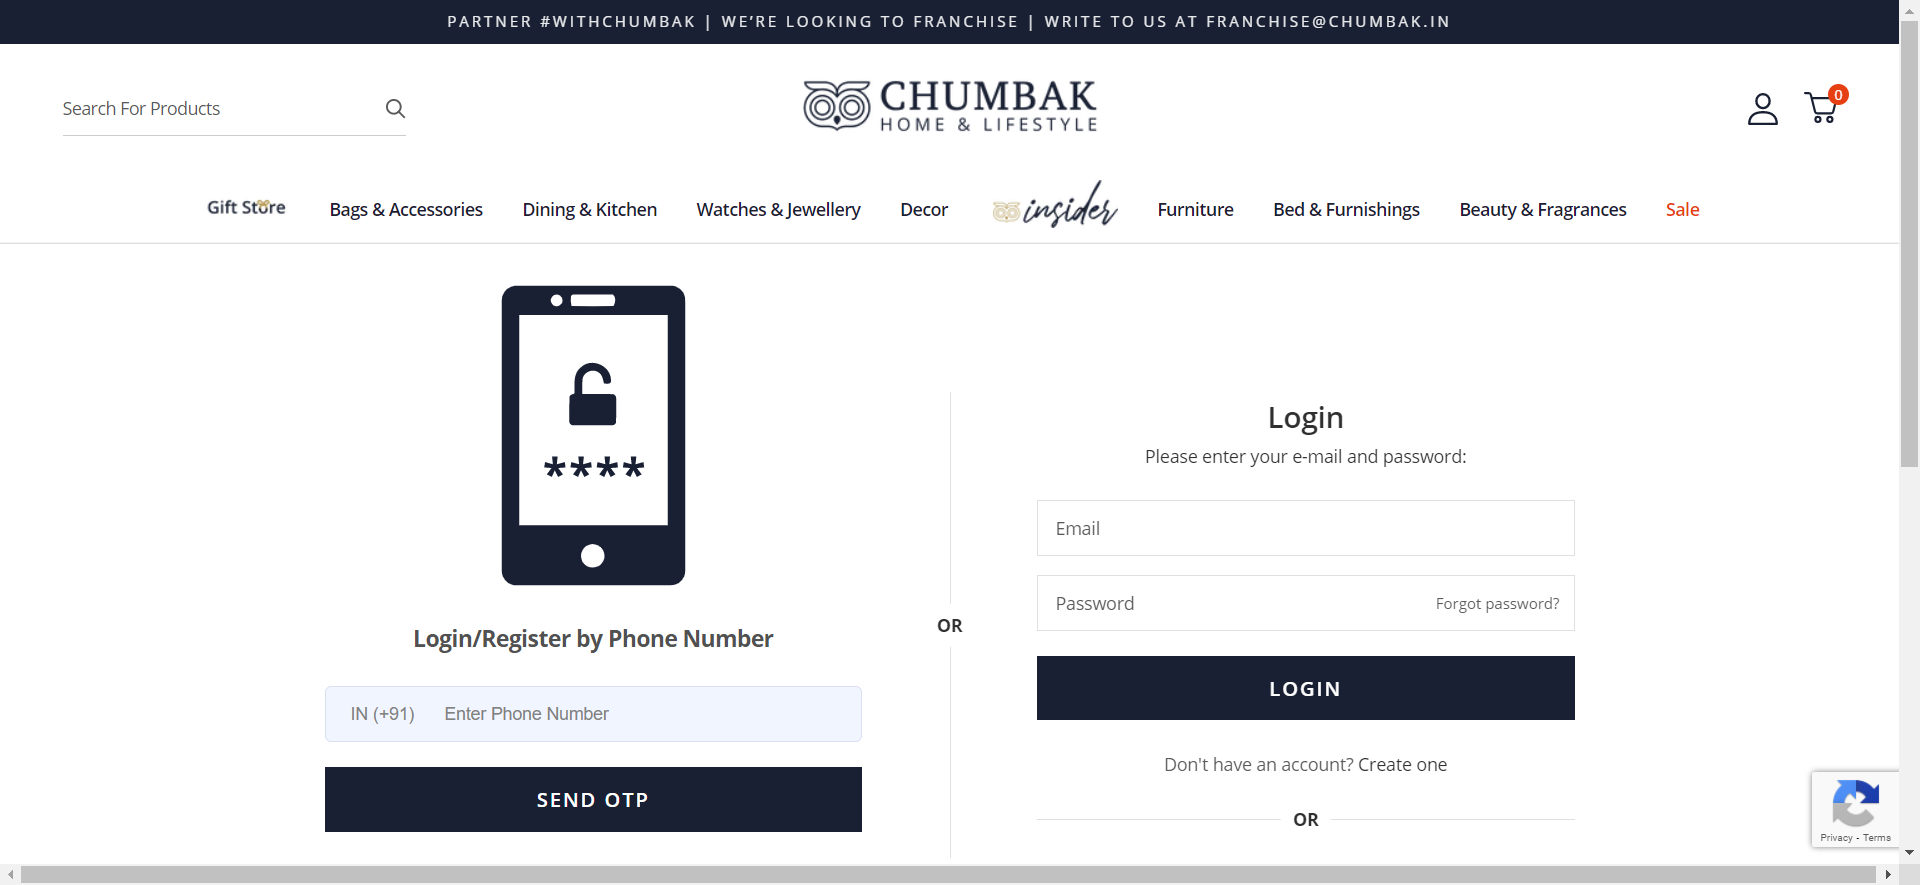 PARTNER #WITHCHUMBAK | WE'RE LOOKING TO FRANCHISE | WRITE TO US AT FRANCHISE@CHUMBAK.IN
Search For Products
CHUMBAK
HOME & LIFESTYLE
0
Gift Store
Bags & Accessories
Dining & Kitchen
Watches & Jewellery
Decor
insider
Furniture
Bed & Furnishings
Beauty & Fragrances
Sale
****
Login/Register by Phone Number
IN (+91) Enter Phone Number
SEND OTP
OR
Login
Please enter your e-mail and password:
Email
Password Forgot password?
LOGIN
Don't have an account? Create one
OR
Privacy - Terms